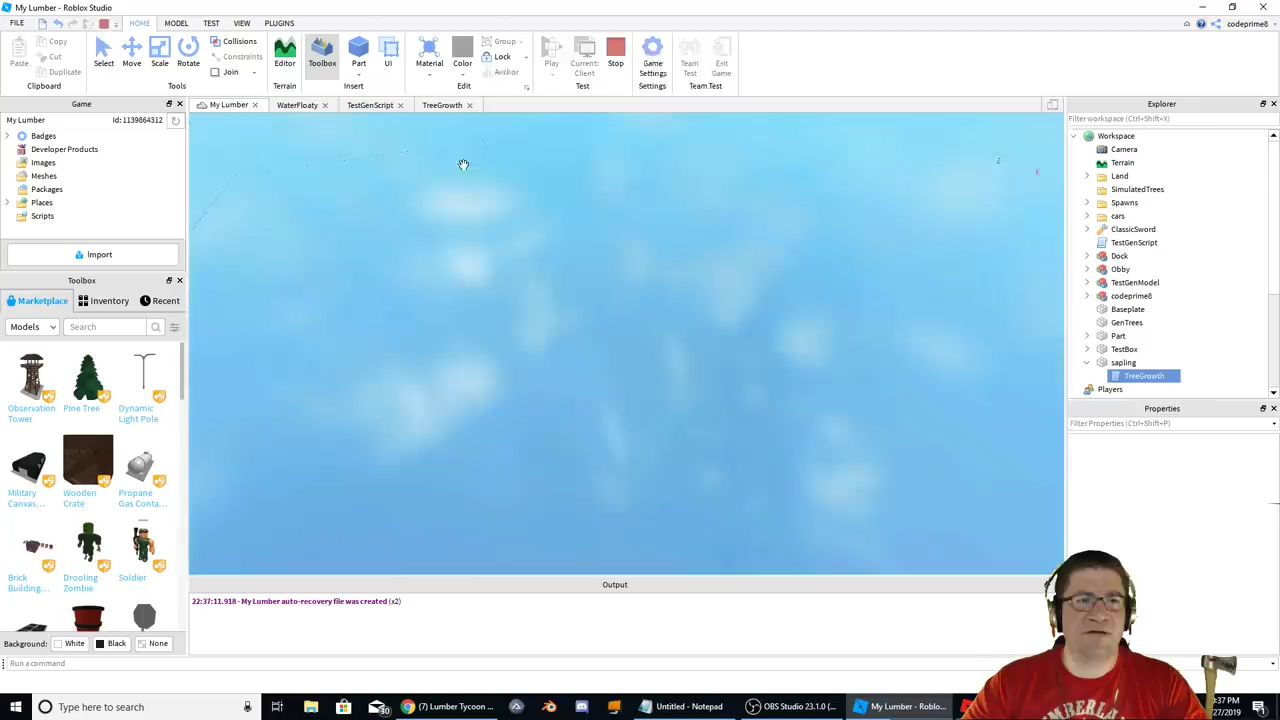 My Lumber - Roblox Studio
FILE HOME MODEL TEST VIEW PLUGINS codeprime8
Copy Cut Duplicate Paste Clipboard
Select Move Scale Rotate Collisions Constraints Join Tools
Editor Terrain
Toolbox Part UI Insert
Material Color Group Lock Anchor Edit
Play Current: Client Stop Test
Game Settings Settings
Team Test Exit Game Team Test
Game
My Lumber Id: 1139864312
Badges
Developer Products
Images
Meshes
Packages
Places
Scripts
Import
Toolbox
Marketplace Inventory Recent
Models Search
Observation Tower Pine Tree Dynamic Light Pole
Military Canvas... Wooden Crate Propane Gas Conta...
Brick Building... Drooling Zombie Soldier
Background: White Black None
My Lumber WaterFloaty TestGenScript TreeGrowth
Output
22:37:11.918 - My Lumber auto-recovery file was created (x2)
Explorer
Filter workspace (Ctrl+Shift+X)
Workspace
Camera
Terrain
Land
SimulatedTrees
Spawns
cars
ClassicSword
TestGenScript
Dock
Obby
TestGenModel
codeprime8
Baseplate
GenTrees
Part
TestBox
sapling
TreeGrowth
Players
Properties
Filter Properties (Ctrl+Shift+P)
Run a command
Type here to search
30
(7) Lumber Tycoon ...
Untitled - Notepad
OBS Studio 23.1.0 (...
My Lumber - Roblo...